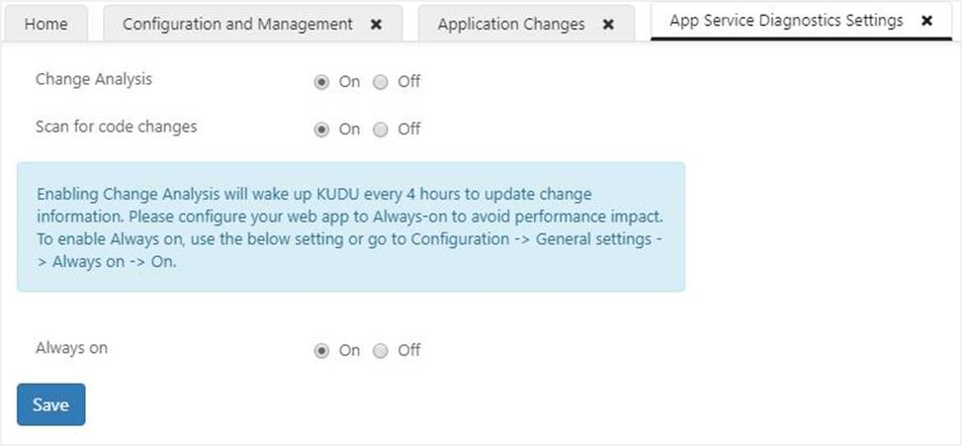 Home Configuration and Management ✖ Application Changes ✖ App Service Diagnostics Settings ✖
Change Analysis On Off
Scan for code changes On Off
Enabling Change Analysis will wake up KUDU every 4 hours to update change
information. Please configure your web app to Always-on to avoid performance impact.
To enable Always on, use the below setting or go to Configuration -> General settings -
> Always on -> On.
Always on On Off
Save